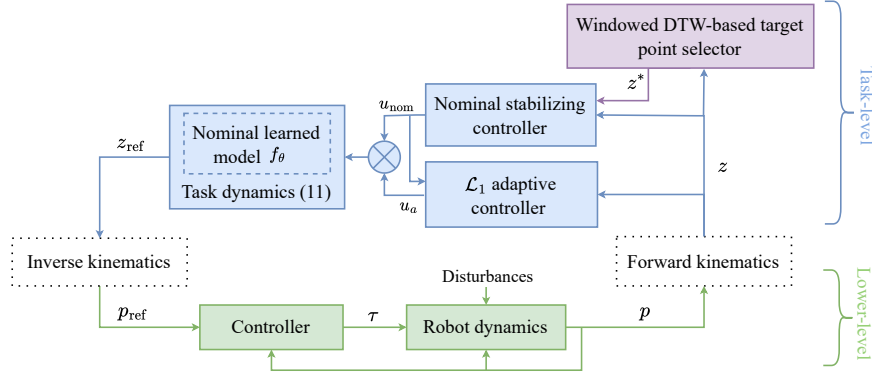 Windowed DTW-based target
point selector
z*
u_nom
Nominal stabilizing
controller
Nominal learned
model f_θ
Task dynamics (11)
z_ref
u_a
ℒ₁ adaptive
controller
z
Task-level
Inverse kinematics
Forward kinematics
Disturbances
p_ref
Controller
τ
Robot dynamics
p
Lower-level